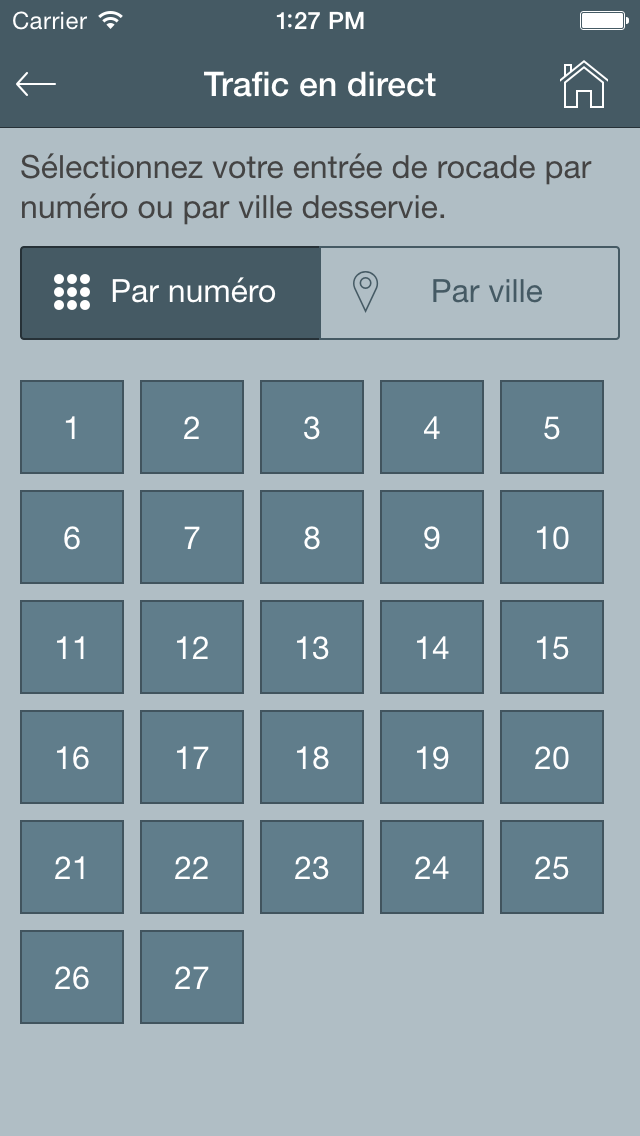 Carrier 1:27 PM
Trafic en direct
Sélectionnez votre entrée de rocade par
numéro ou par ville desservie.
Par numéro Par ville
1 2 3 4 5
6 7 8 9 10
11 12 13 14 15
16 17 18 19 20
21 22 23 24 25
26 27